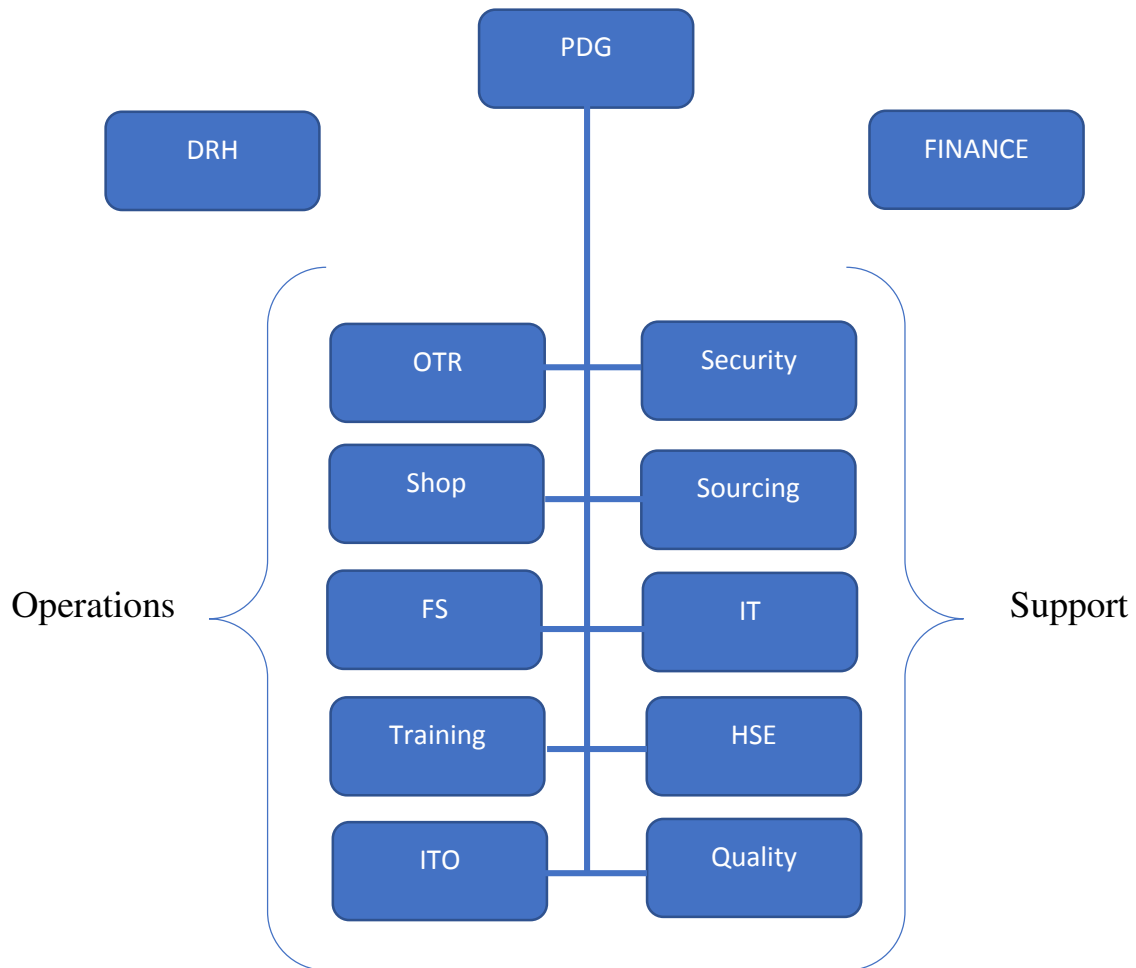 PDG
DRH
FINANCE
OTR
Security
Shop
Sourcing
Operations
FS
IT
Support
Training
HSE
ITO
Quality